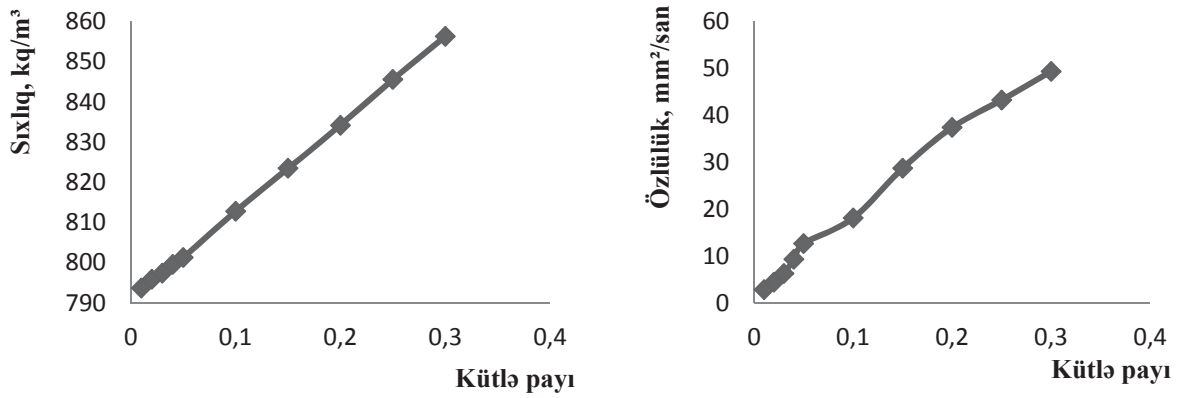 Sıxlıq, kq/m³
860
850
840
830
820
810
800
790
0 0,1 0,2 0,3 0,4
Kütlə payı
Özlülük, mm²/san
60
50
40
30
20
10
0
0 0,1 0,2 0,3 0,4
Kütlə payı